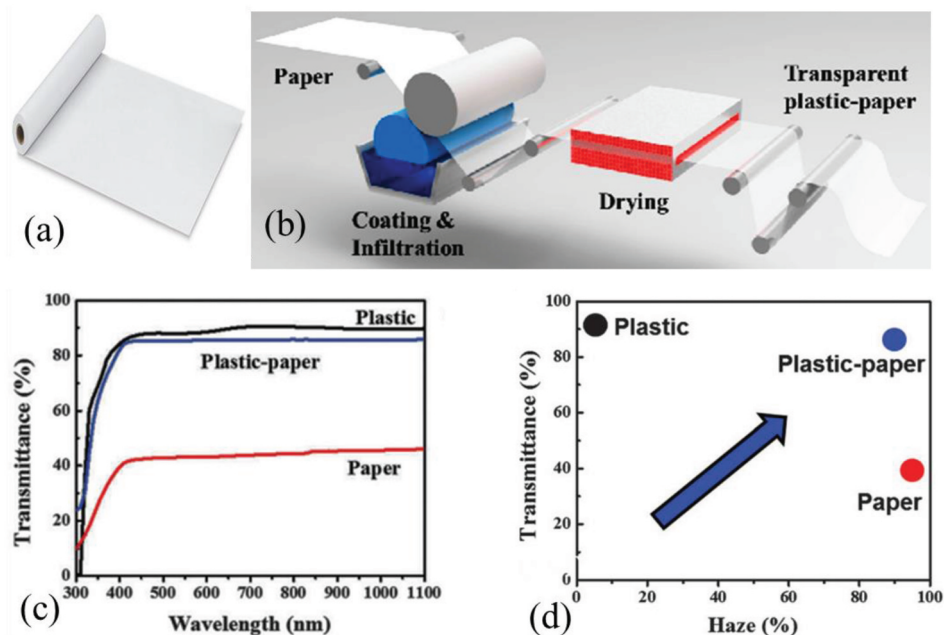 (a)
(b)
Paper
Coating &
Infiltration
Drying
Transparent
plastic-paper
(c)
Transmittance (%)
100
80
60
40
20
0
Plastic
Plastic-paper
Paper
300 400 500 600 700 800 900 1000 1100
Wavelength (nm)
(d)
Transmittance (%)
100
80
60
40
20
0
Plastic
Plastic-paper
Paper
0 20 40 60 80 100
Haze (%)